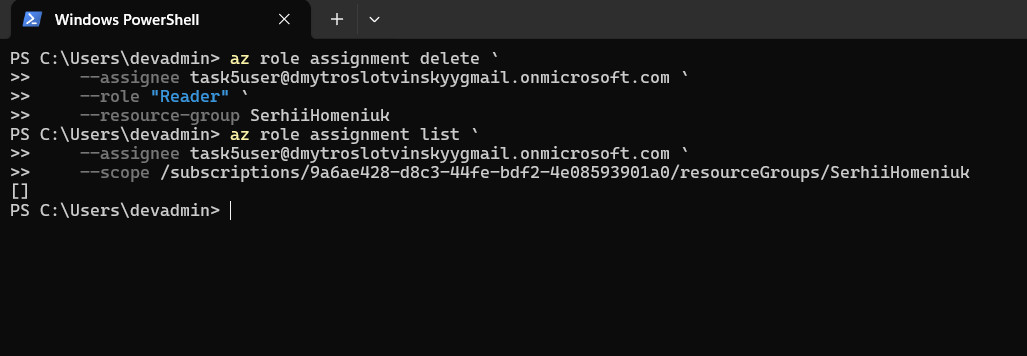 Windows PowerShell
PS C:\Users\devadmin> az role assignment delete `
>>     --assignee task5user@dmytroslotvinskyygmail.onmicrosoft.com `
>>     --role "Reader" `
>>     --resource-group SerhiiHomeniuk
PS C:\Users\devadmin> az role assignment list `
>>     --assignee task5user@dmytroslotvinskyygmail.onmicrosoft.com `
>>     --scope /subscriptions/9a6ae428-d8c3-44fe-bdf2-4e08593901a0/resourceGroups/SerhiiHomeniuk
[]
PS C:\Users\devadmin>